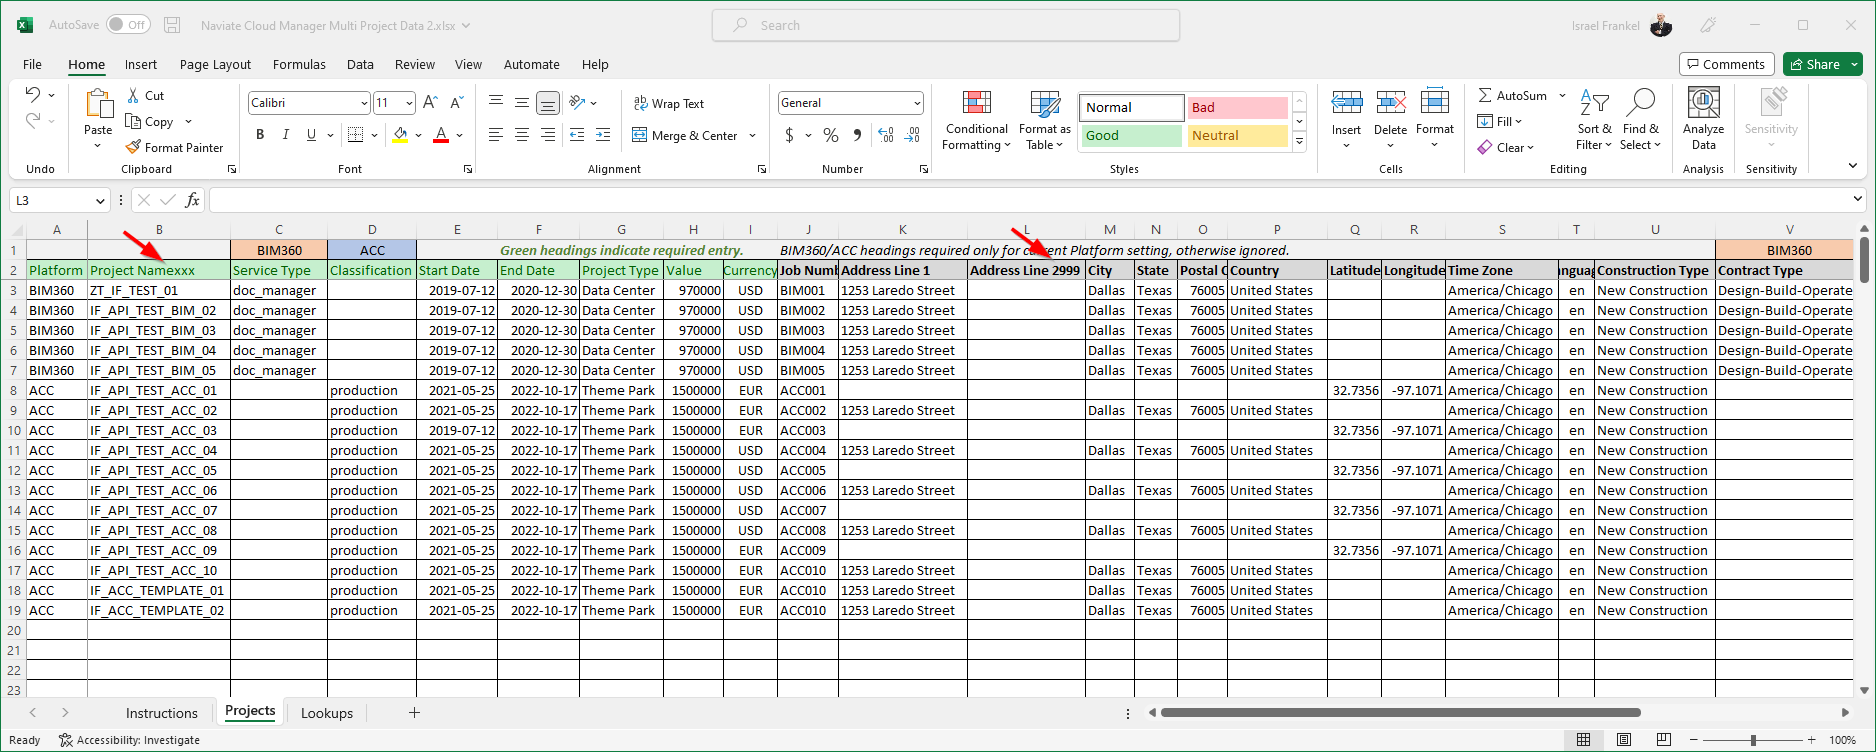 AutoSave Off Naviate Cloud Manager Multi Project Data 2.xlsx Search Israel Frankel
File Home Insert Page Layout Formulas Data Review View Automate Help Comments Share
Cut Calibri 11 Wrap Text General Normal Bad AutoSum
Paste Copy Format Painter B I U Merge & Center $ % Conditional Formatting Format as Table Good Neutral Insert Delete Format Fill Clear Sort & Filter Find & Select Analyze Data Sensitivity
Undo Clipboard Font Alignment Number Styles Cells Editing Analysis Sensitivity
L3 fx
A B C D E F G H I J K L M N O P Q R S T U V
1 BIM360 ACC Green headings indicate required entry. BIM360/ACC headings required only for current Platform setting, otherwise ignored. BIM360
2 Platform Project Namexxx Service Type Classification Start Date End Date Project Type Value Currency Job Numb Address Line 1 Address Line 2999 City State Postal C Country Latitude Longitude Time Zone nguag Construction Type Contract Type
3 BIM360 ZT_IF_TEST_01 doc_manager 2019-07-12 2020-12-30 Data Center 970000 USD BIM001 1253 Laredo Street Dallas Texas 76005 United States America/Chicago en New Construction Design-Build-Operate
4 BIM360 IF_API_TEST_BIM_02 doc_manager 2019-07-12 2020-12-30 Data Center 970000 USD BIM002 1253 Laredo Street Dallas Texas 76005 United States America/Chicago en New Construction Design-Build-Operate
5 BIM360 IF_API_TEST_BIM_03 doc_manager 2019-07-12 2020-12-30 Data Center 970000 USD BIM003 1253 Laredo Street Dallas Texas 76005 United States America/Chicago en New Construction Design-Build-Operate
6 BIM360 IF_API_TEST_BIM_04 doc_manager 2019-07-12 2020-12-30 Data Center 970000 USD BIM004 1253 Laredo Street Dallas Texas 76005 United States America/Chicago en New Construction Design-Build-Operate
7 BIM360 IF_API_TEST_BIM_05 doc_manager 2019-07-12 2020-12-30 Data Center 970000 USD BIM005 1253 Laredo Street Dallas Texas 76005 United States America/Chicago en New Construction Design-Build-Operate
8 ACC IF_API_TEST_ACC_01 production 2021-05-25 2022-10-17 Theme Park 1500000 EUR ACC001 32.7356 -97.1071 America/Chicago en New Construction
9 ACC IF_API_TEST_ACC_02 production 2021-05-25 2022-10-17 Theme Park 1500000 EUR ACC002 1253 Laredo Street Dallas Texas 76005 United States America/Chicago en New Construction
10 ACC IF_API_TEST_ACC_03 production 2019-07-12 2022-10-17 Theme Park 1500000 EUR ACC003 32.7356 -97.1071 America/Chicago en New Construction
11 ACC IF_API_TEST_ACC_04 production 2021-05-25 2022-10-17 Theme Park 1500000 USD ACC004 1253 Laredo Street Dallas Texas 76005 United States America/Chicago en New Construction
12 ACC IF_API_TEST_ACC_05 production 2021-05-25 2022-10-17 Theme Park 1500000 USD ACC005 32.7356 -97.1071 America/Chicago en New Construction
13 ACC IF_API_TEST_ACC_06 production 2021-05-25 2022-10-17 Theme Park 1500000 USD ACC006 1253 Laredo Street Dallas Texas 76005 United States America/Chicago en New Construction
14 ACC IF_API_TEST_ACC_07 production 2021-05-25 2022-10-17 Theme Park 1500000 USD ACC007 32.7356 -97.1071 America/Chicago en New Construction
15 ACC IF_API_TEST_ACC_08 production 2021-05-25 2022-10-17 Theme Park 1500000 USD ACC008 1253 Laredo Street Dallas Texas 76005 United States America/Chicago en New Construction
16 ACC IF_API_TEST_ACC_09 production 2021-05-25 2022-10-17 Theme Park 1500000 EUR ACC009 32.7356 -97.1071 America/Chicago en New Construction
17 ACC IF_API_TEST_ACC_10 production 2021-05-25 2022-10-17 Theme Park 1500000 EUR ACC010 1253 Laredo Street Dallas Texas 76005 United States America/Chicago en New Construction
18 ACC IF_ACC_TEMPLATE_01 production 2021-05-25 2022-10-17 Theme Park 1500000 EUR ACC010 1253 Laredo Street Dallas Texas 76005 United States America/Chicago en New Construction
19 ACC IF_ACC_TEMPLATE_02 production 2021-05-25 2022-10-17 Theme Park 1500000 EUR ACC010 1253 Laredo Street Dallas Texas 76005 United States America/Chicago en New Construction
20
21
22
23
Instructions Projects Lookups
Ready Accessibility: Investigate 100%